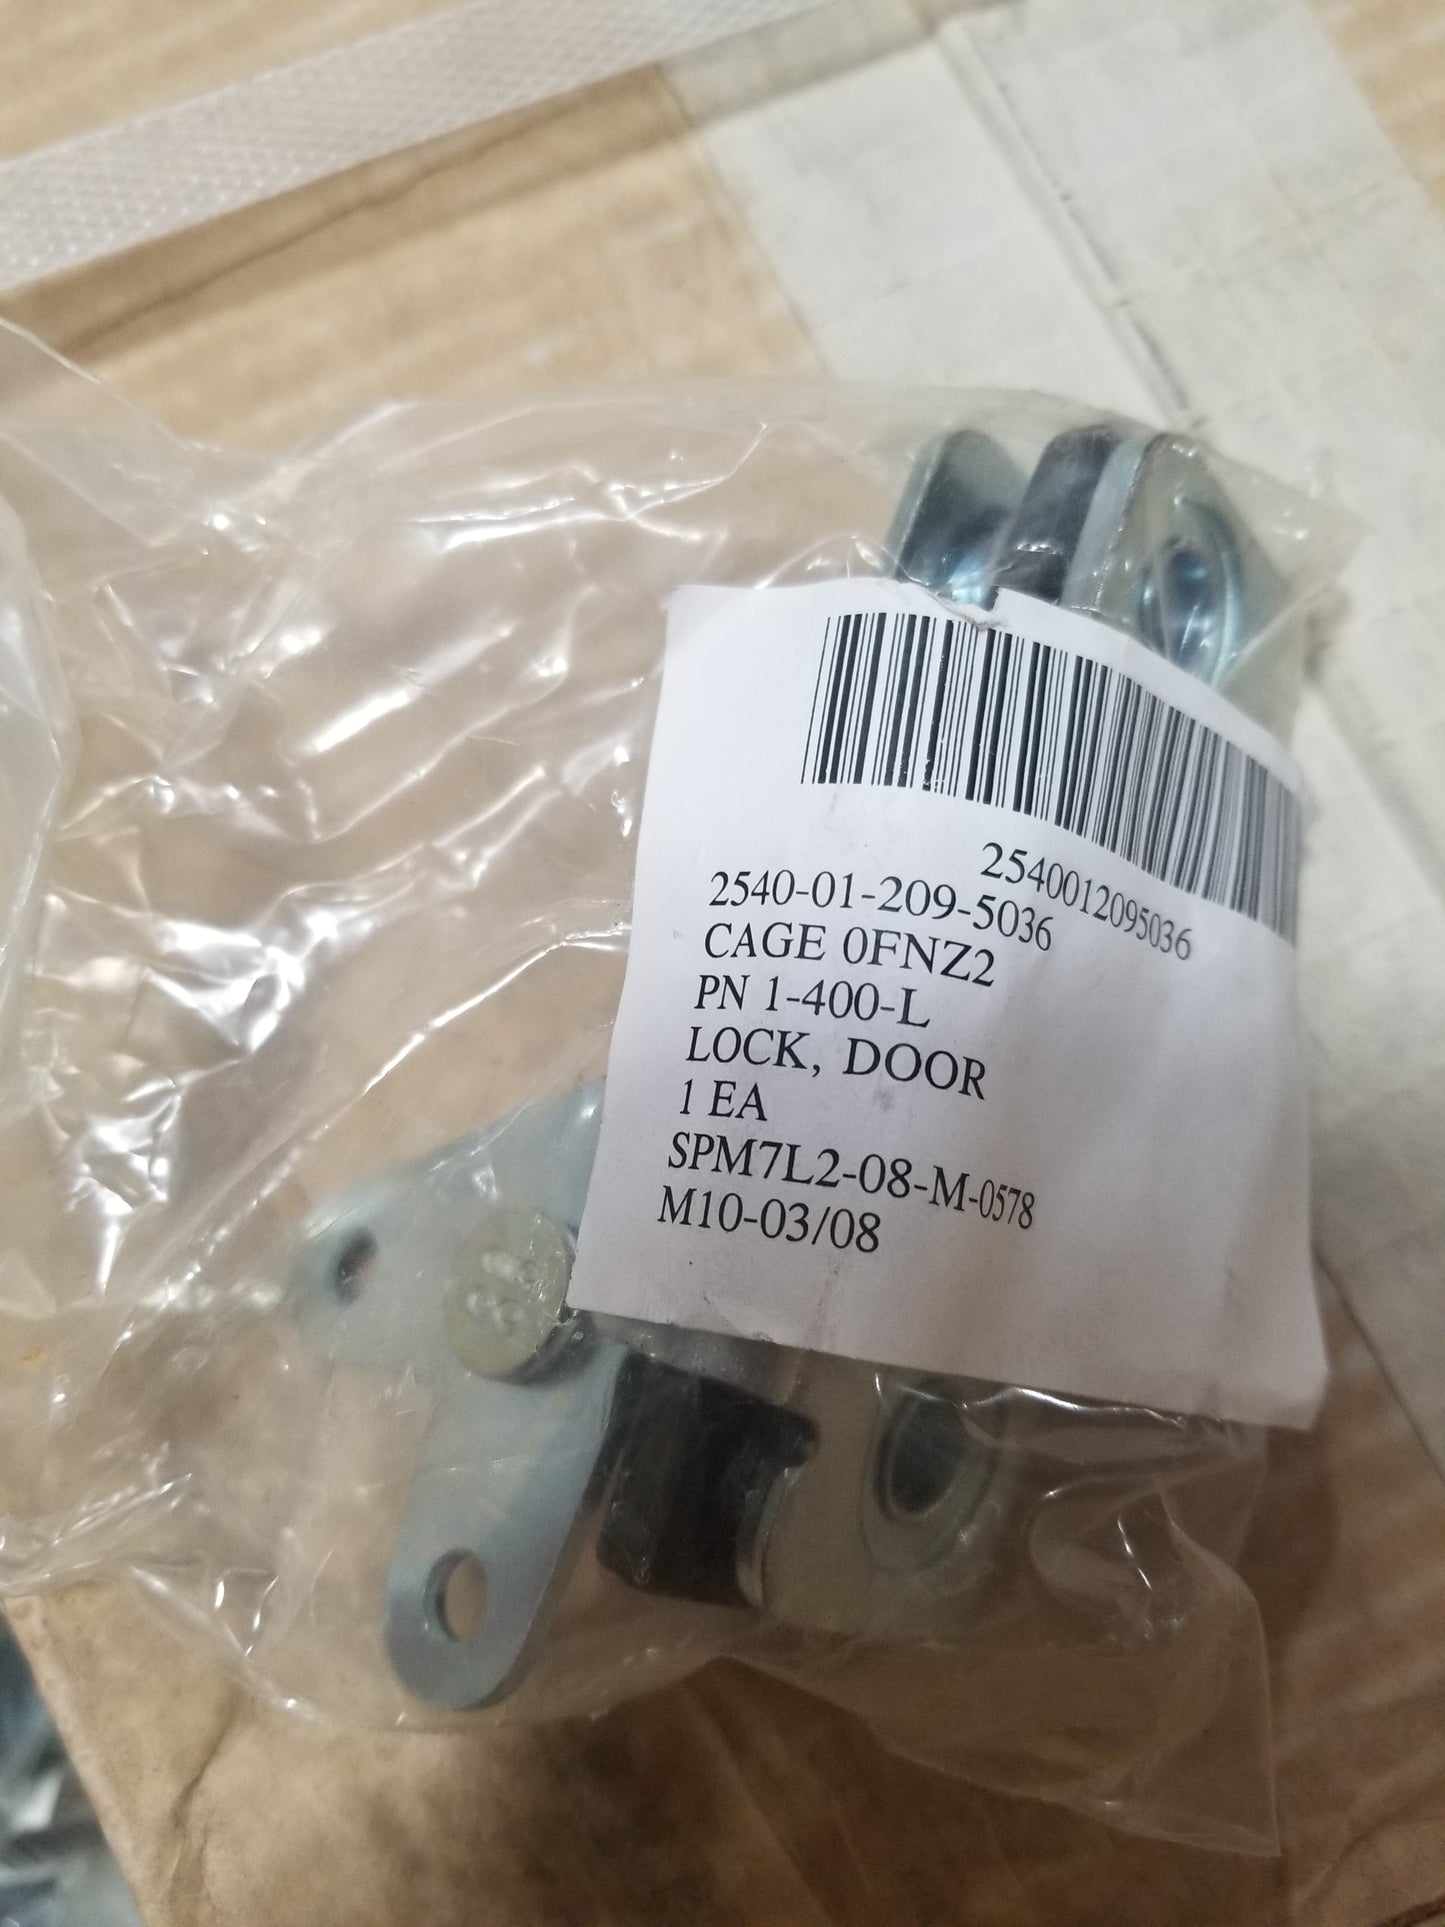 2540012095036
2540-01-209-5036
CAGE 0FNZ2
PN 1-400-L
LOCK, DOOR
1 EA
SPM7L2-08-M-0578
M10-03/08